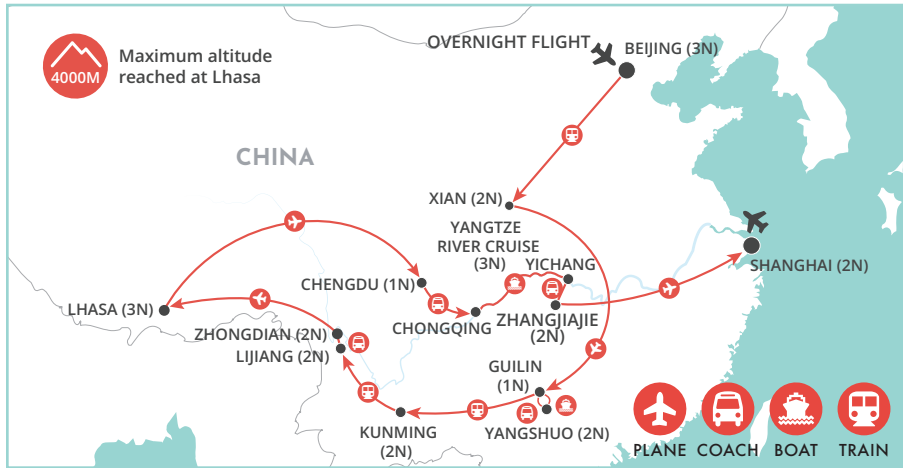 OVERNIGHT FLIGHT
BEIJING (3N)
4000M
Maximum altitude
reached at Lhasa
CHINA
XIAN (2N)
YANGTZE
RIVER CRUISE
(3N)
YICHANG
SHANGHAI (2N)
CHENGDU (1N)
LHASA (3N)
CHONGQING
ZHANGJIAJIE
(2N)
ZHONGDIAN (2N)
LIJIANG (2N)
GUILIN
(1N)
KUNMING
(2N)
YANGSHUO (2N)
PLANE COACH BOAT TRAIN